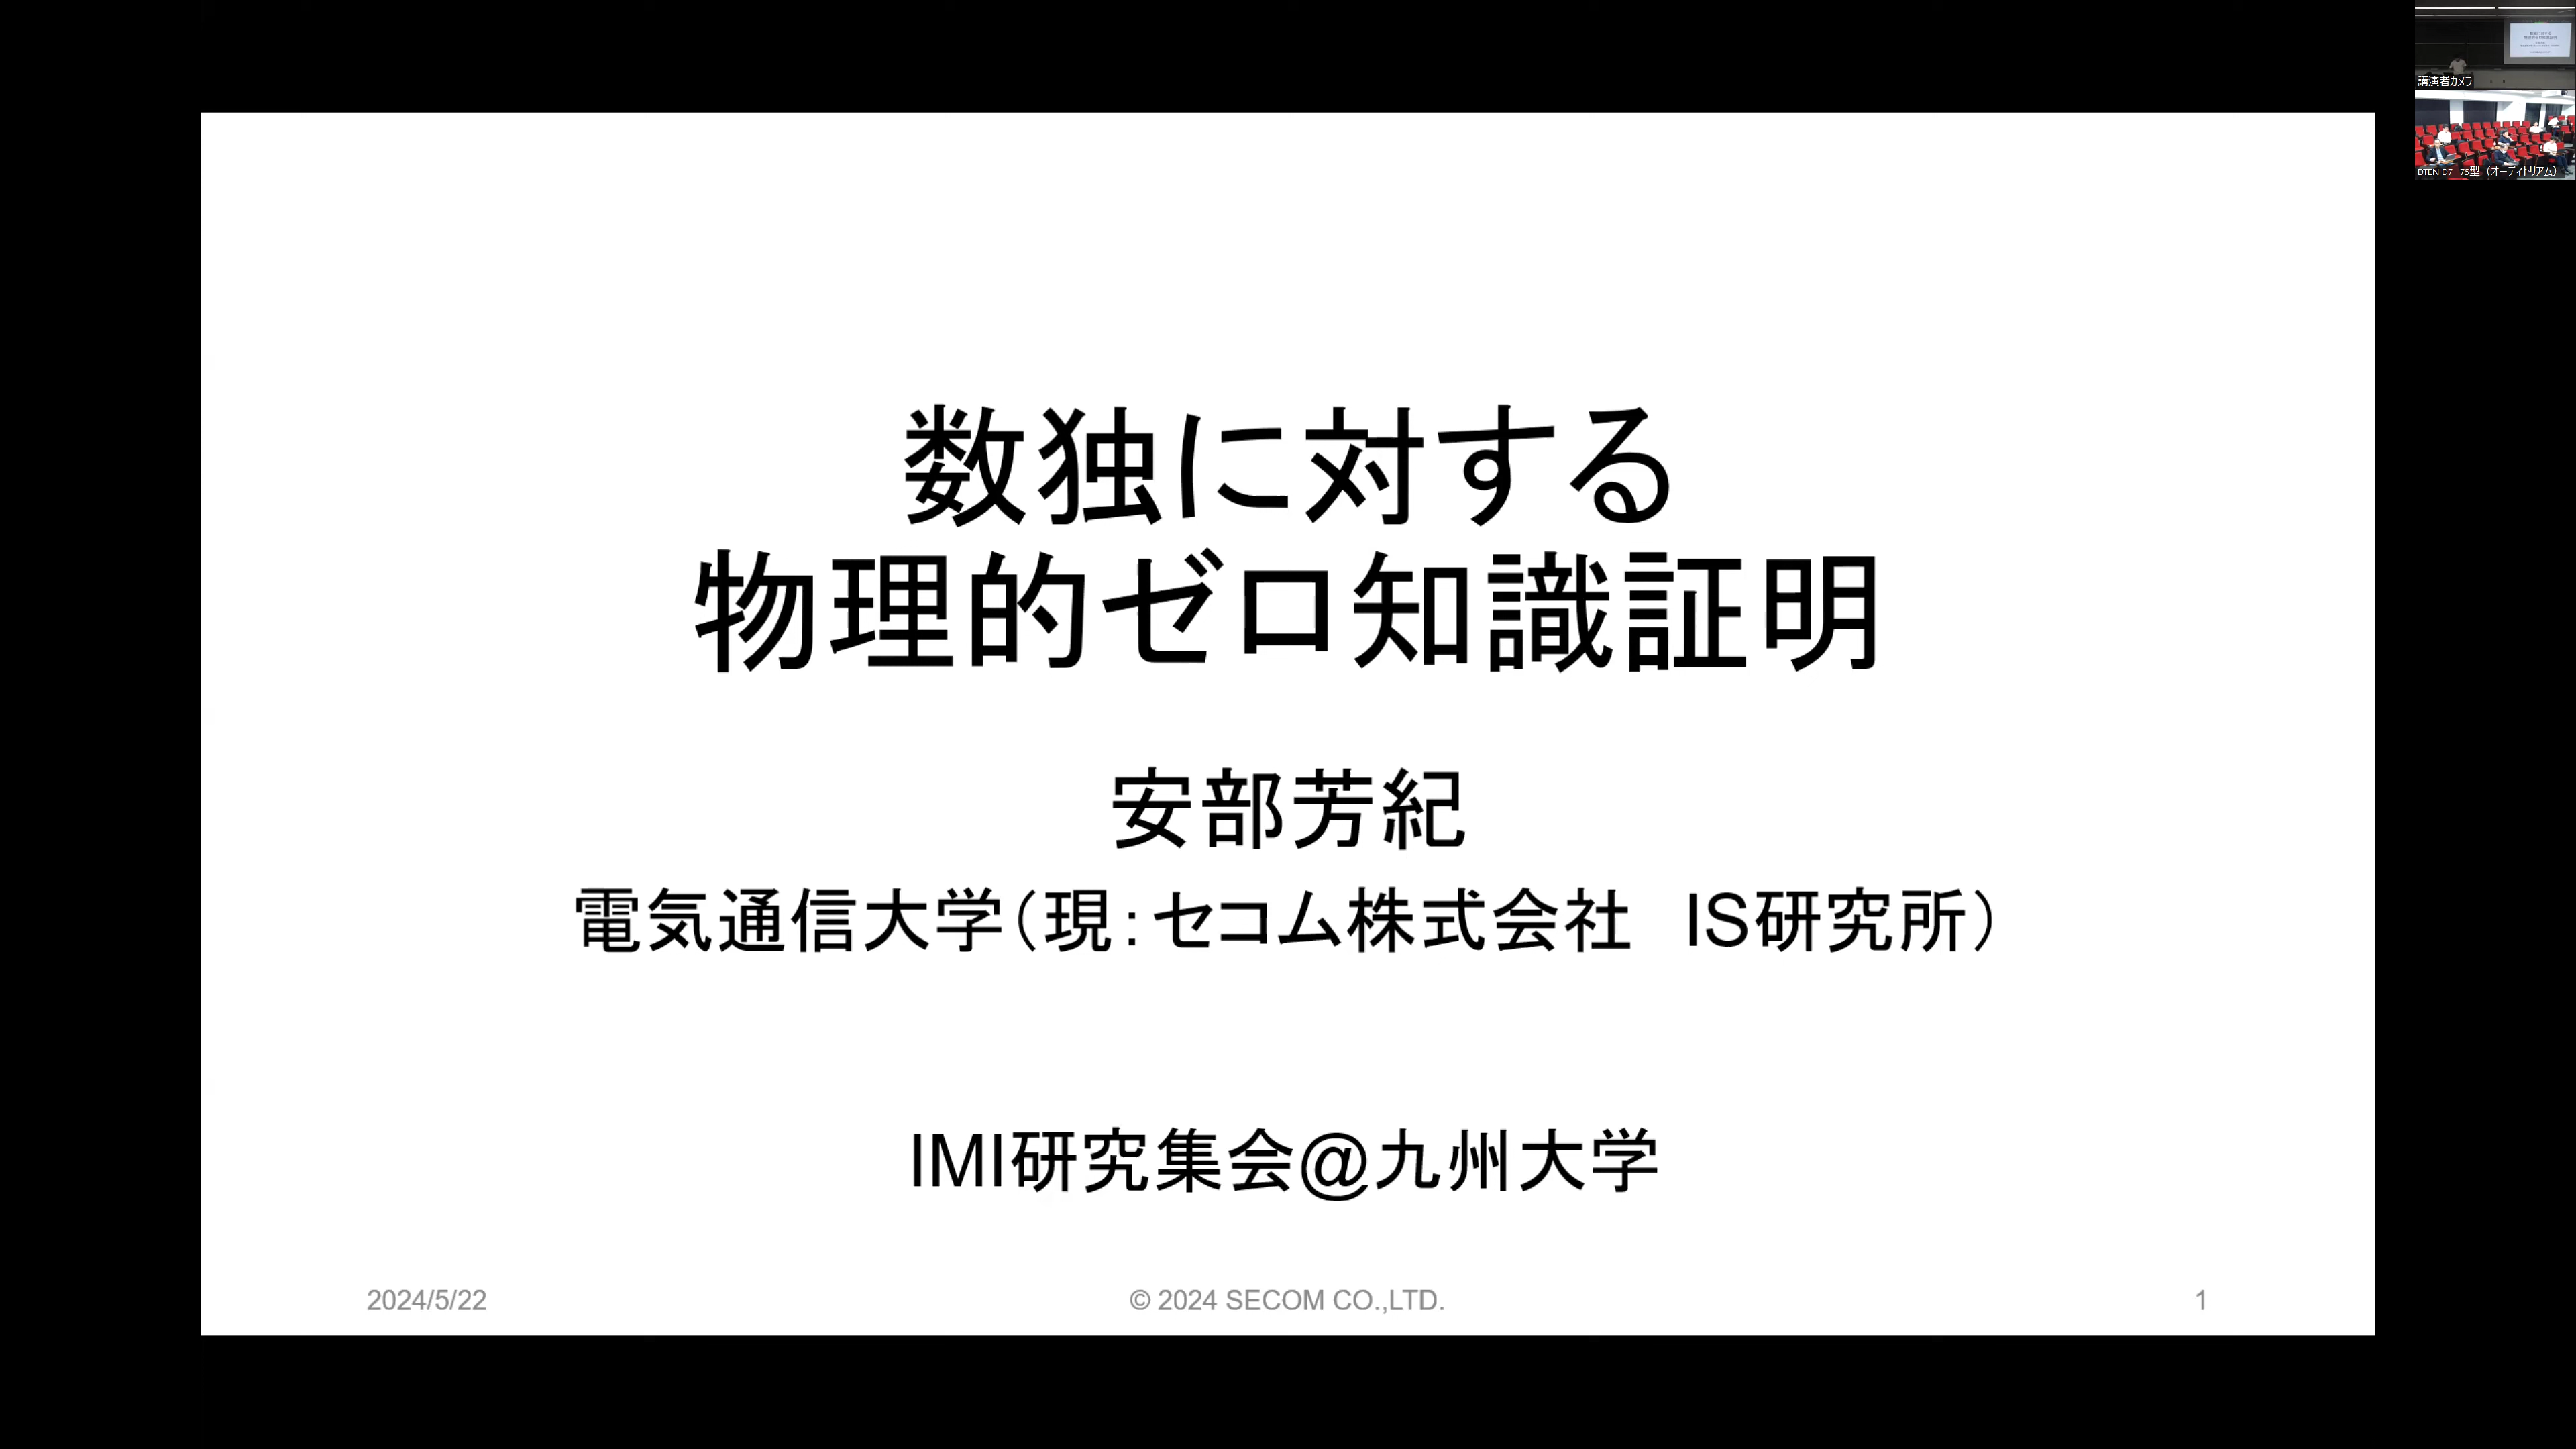 数独に対する
物理的ゼロ知識証明
安部芳紀
電気通信大学（現：セコム株式会社　IS研究所）
IMI研究集会@九州大学
2024/5/22
© 2024 SECOM CO.,LTD.
1
講演者カメラ
DTEN D7 75型（オーディトリアム）